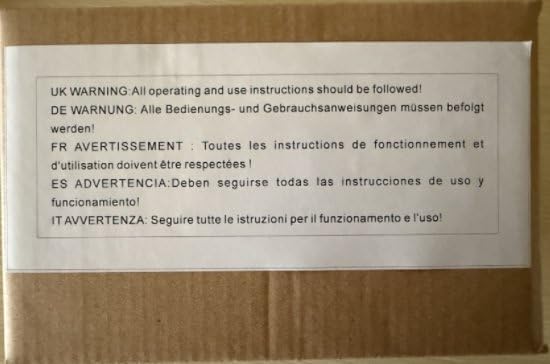 UK WARNING:All operating and use instructions should be followed!
DE WARNUNG: Alle Bedienungs- und Gebrauchsanweisungen müssen befolgt
werden!
FR AVERTISSEMENT : Toutes les instructions de fonctionnement et
d'utilisation doivent être respectées !
ES ADVERTENCIA:Deben seguirse todas las instrucciones de uso y
funcionamiento!
IT AVVERTENZA: Seguire tutte le istruzioni per il funzionamento e l'uso!